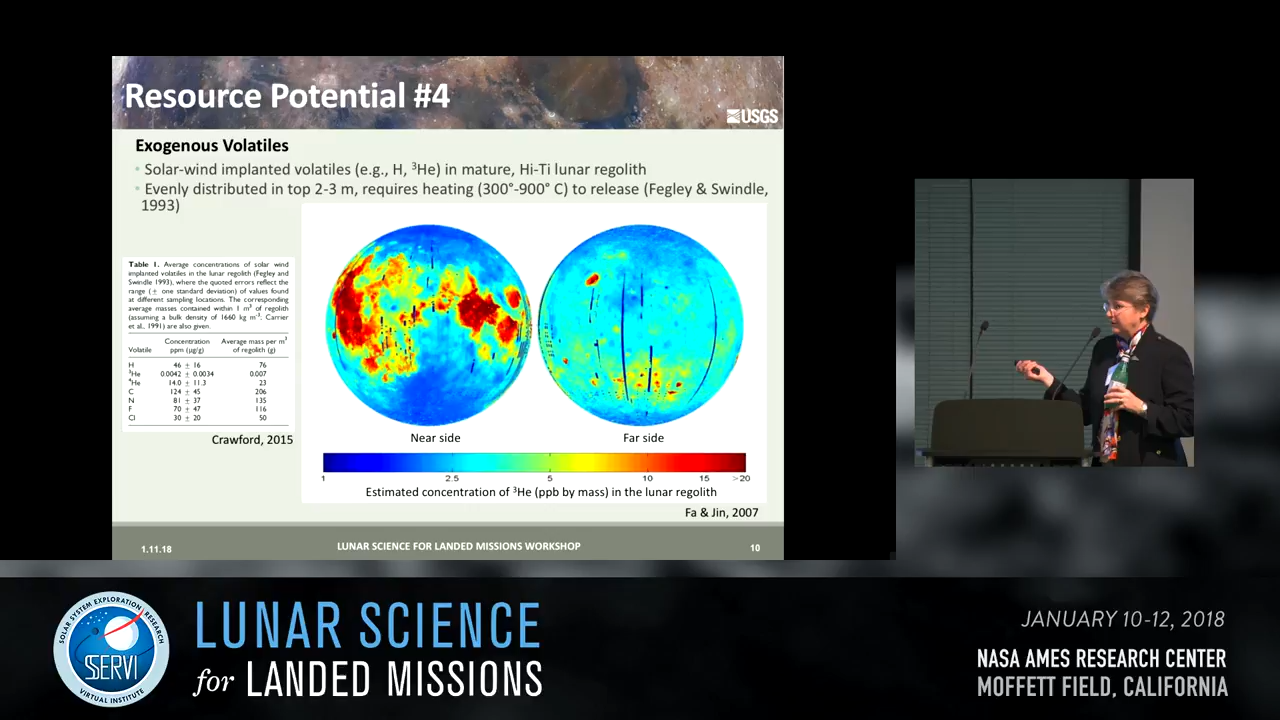 Resource Potential #4
USGS
Exogenous Volatiles
• Solar-wind implanted volatiles (e.g., H, ³He) in mature, Hi-Ti lunar regolith
• Evenly distributed in top 2-3 m, requires heating (300°-900° C) to release (Fegley & Swindle,
1993)
Table 1. Average concentrations of solar wind
implanted volatiles in the lunar regolith (Fegley and
Swindle 1993), where the quoted errors reflect the
range (± one standard deviation) of values found
at different sampling locations. The corresponding
average masses contained within 1 m³ of regolith
(assuming a bulk density of 1660 kg m⁻³; Carrier
et al., 1991) are also given.
Volatile Concentration ppm (μg/g) Average mass per m³ of regolith (g)
H 46 ± 16 76
³He 0.0042 ± 0.0034 0.007
⁴He 14.0 ± 11.3 23
C 124 ± 45 206
N 81 ± 37 135
F 70 ± 47 116
Cl 30 ± 20 50
Crawford, 2015
Near side Far side
1 2.5 5 10 15 >20
Estimated concentration of ³He (ppb by mass) in the lunar regolith
Fa & Jin, 2007
1.11.18 LUNAR SCIENCE FOR LANDED MISSIONS WORKSHOP 10
SOLAR SYSTEM EXPLORATION RESEARCH
SSERVI
VIRTUAL INSTITUTE
LUNAR SCIENCE
for LANDED MISSIONS
JANUARY 10-12, 2018
NASA AMES RESEARCH CENTER
MOFFETT FIELD, CALIFORNIA